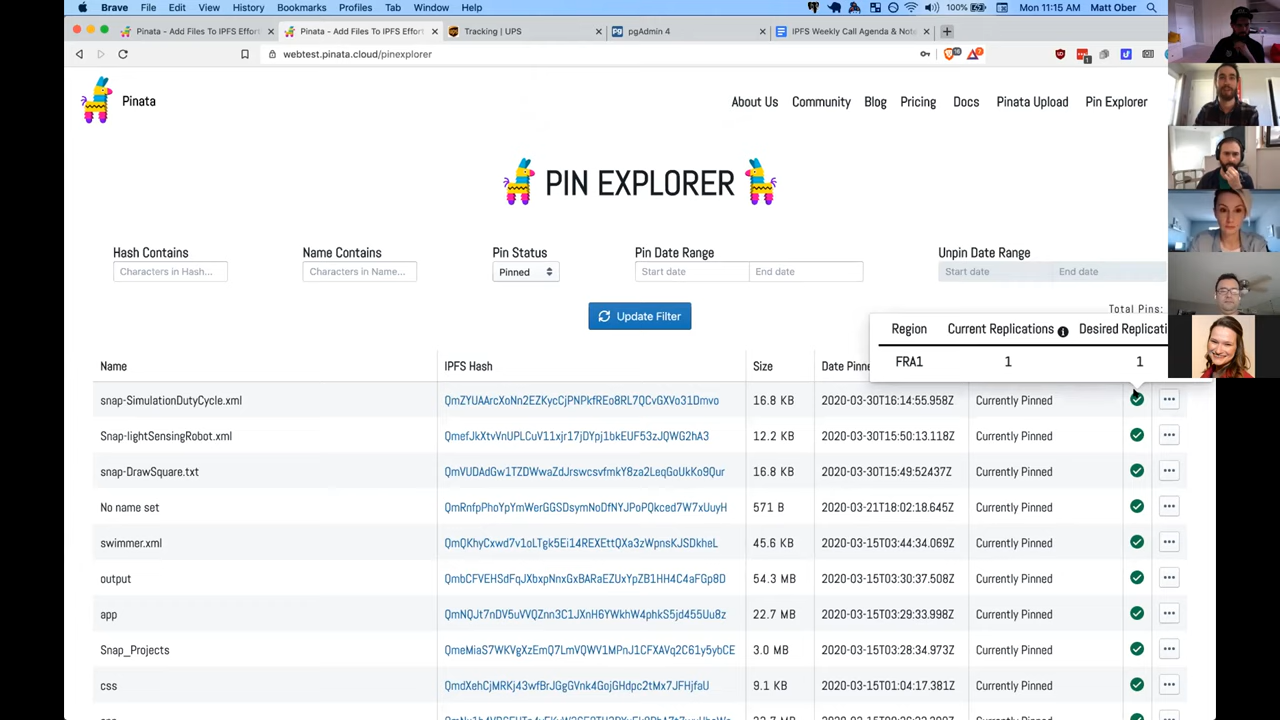 Brave File Edit View History Bookmarks Profiles Tab Window Help 100% Mon 11:15 AM Matt Ober
Pinata - Add Files To IPFS Effort Pinata - Add Files To IPFS Effort Tracking | UPS pgAdmin 4 IPFS Weekly Call Agenda & Note
webtest.pinata.cloud/pinexplorer
Pinata About Us Community Blog Pricing Docs Pinata Upload Pin Explorer
PIN EXPLORER
Hash Contains Name Contains Pin Status Pin Date Range Unpin Date Range
Characters in Hash... Characters in Name... Pinned Start date End date Start date End date
Update Filter
Total Pins:
Region Current Replications Desired Replicati
FRA1 1 1
Name IPFS Hash Size Date Pinne
snap-SimulationDutyCycle.xml QmZYUAArcXoNn2EZKycCjPNPkfREo8RL7QCvGXVo31Dmvo 16.8 KB 2020-03-30T16:14:55.958Z Currently Pinned
Snap-lightSensingRobot.xml QmefJkXtvVnUPLCuV11xjr17jDYpj1bkEUF53zJQWG2hA3 12.2 KB 2020-03-30T15:50:13.118Z Currently Pinned
snap-DrawSquare.txt QmVUDAdGw1TZDWwaZdJrswcsvfmkY8za2LeqGoUkKo9Qur 16.8 KB 2020-03-30T15:49:52437Z Currently Pinned
No name set QmRnfpPhoYpYmWerGGSDsymNoDfNYJPoPQkced7W7xUuyH 571 B 2020-03-21T18:02:18.645Z Currently Pinned
swimmer.xml QmQKhyCxwd7v1oLTgk5Ei14REXEttQXa3zWpnsKJSDkheL 45.6 KB 2020-03-15T03:44:34.069Z Currently Pinned
output QmbCFVEHSdFqJXbxpNnxGxBARaEZUxYpZB1HH4C4aFGp8D 54.3 MB 2020-03-15T03:30:37.508Z Currently Pinned
app QmNQJt7nDV5uVVQZnn3C1JXnH6YWkhW4phkS5jd455Uu8z 22.7 MB 2020-03-15T03:29:33.998Z Currently Pinned
Snap_Projects QmeMiaS7WKVgXzEmQ7LmVQWV1MPnJ1CFXAVq2C61y5ybCE 3.0 MB 2020-03-15T03:28:34.973Z Currently Pinned
css QmdXehCjMRKj43wfBrJGgGVnk4GojGHdpc2tMx7JFHjfaU 9.1 KB 2020-03-15T01:04:17.381Z Currently Pinned